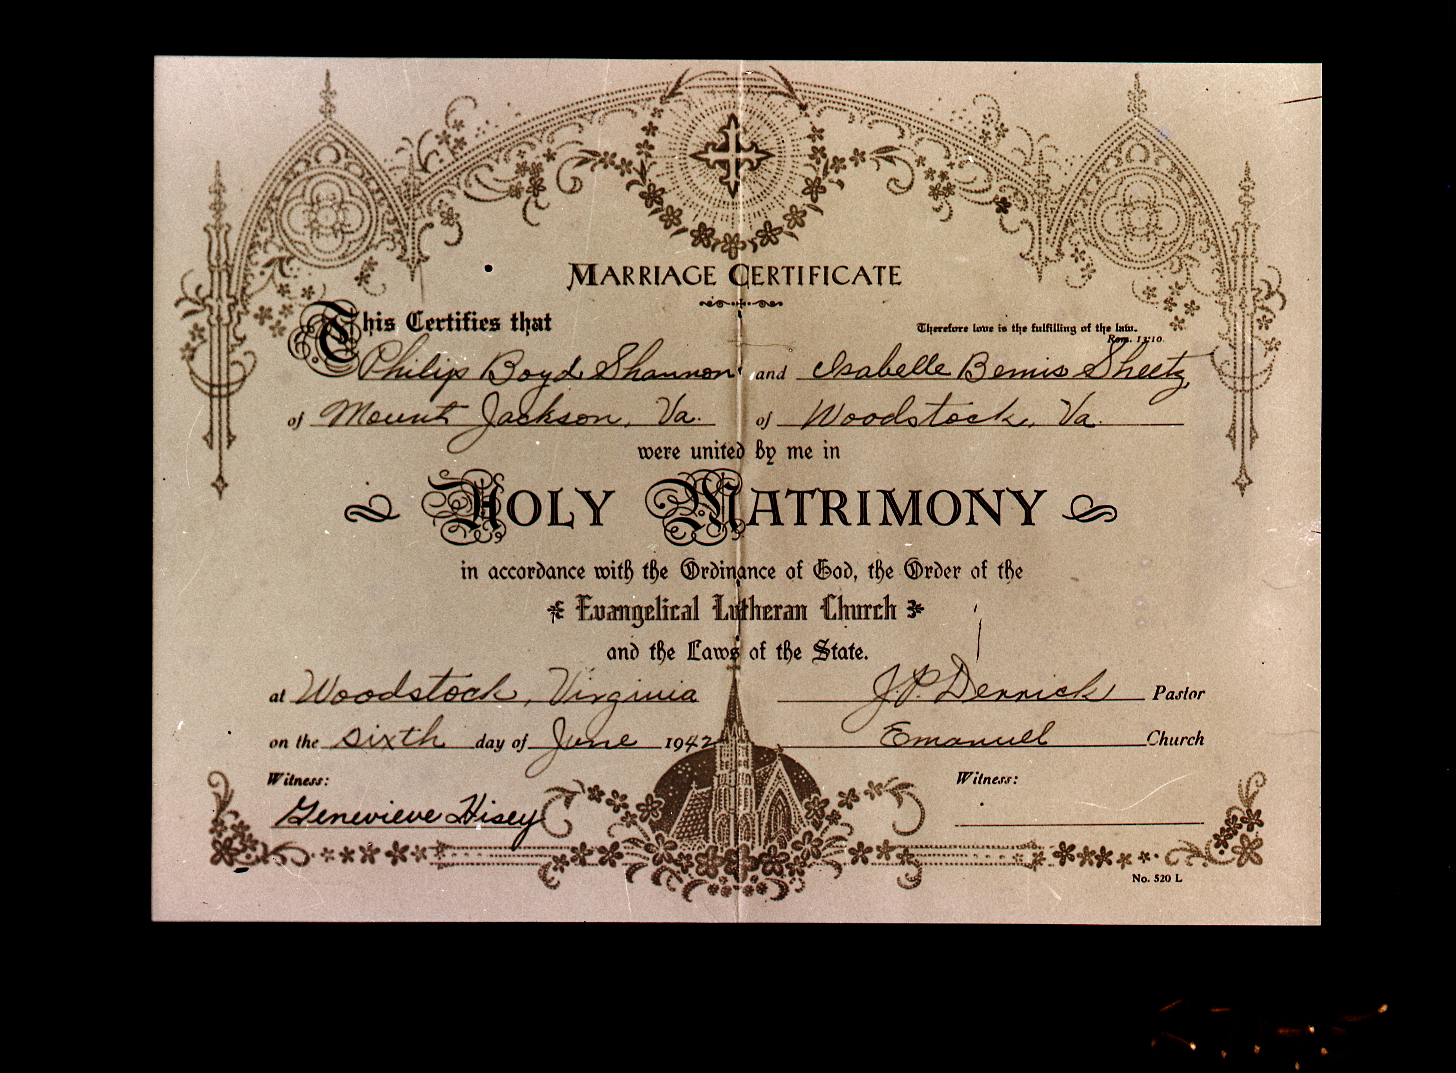 MARRIAGE CERTIFICATE
This Certifies that
Therefore love is the fulfilling of the law.
Rom. 13:10.
Philip Boyd Shannon and Isabelle Bemis Sheetz
of Mount Jackson, Va. of Woodstock, Va.
were united by me in
HOLY MATRIMONY
in accordance with the Ordinance of God, the Order of the
Evangelical Lutheran Church
and the Laws of the State.
at Woodstock, Virginia J.P. Derrick Pastor
on the sixth day of June 1942 Emanuel Church
Witness: Witness:
Genevieve Hisey
No. 520 L